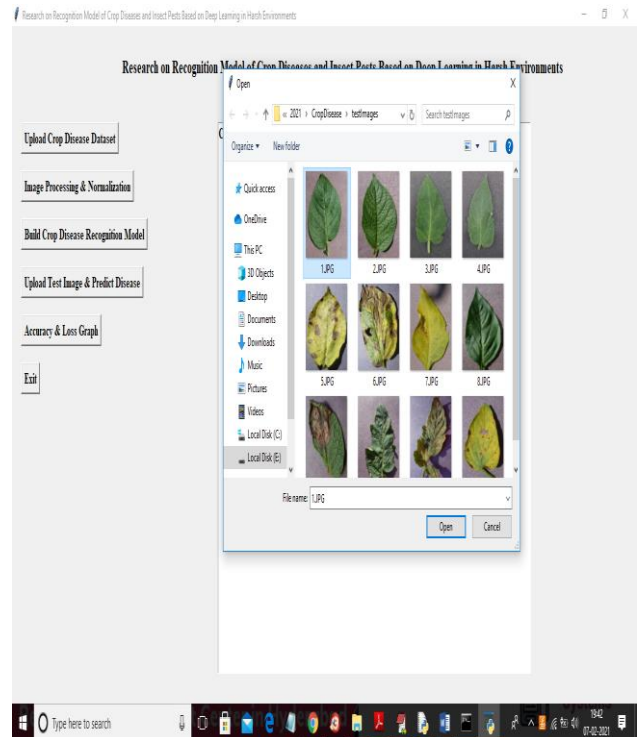 Research on Recognition Model of Crop Diseases and Insect Pests Based on Deep Learning in Harsh Environments
Research on Recognition Model of Crop Diseases and Insect Pests Based on Deep Learning in Harsh Environments
Upload Crop Disease Dataset
Image Processing & Normalization
Build Crop Disease Recognition Model
Upload Test Image & Predict Disease
Accuracy & Loss Graph
Exit
Open
« 2021 › CropDisease › testImages
Search testImages
Organize
New folder
Quick access
OneDrive
This PC
3D Objects
Desktop
Documents
Downloads
Music
Pictures
Videos
Local Disk (C:)
Local Disk (E:)
1.JPG
2.JPG
3.JPG
4.JPG
5.JPG
6.JPG
7.JPG
8.JPG
File name: 1.JPG
Open
Cancel
Type here to search
19:42
07-02-2021